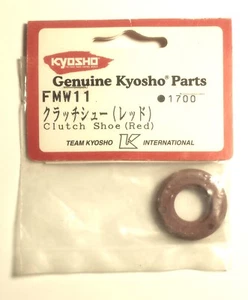 KYOSHO
Genuine Kyosho® Parts
FMW11 ●1700
クラッチシュー(レッド)
Clutch Shoe(Red)
TEAM KYOSHO K INTERNATIONAL